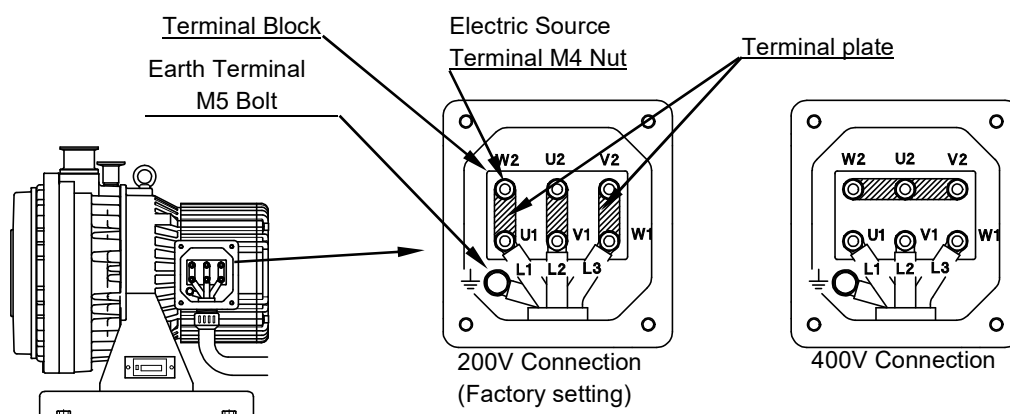 Terminal Block
Electric Source
Terminal M4 Nut
Terminal plate
Earth Terminal
M5 Bolt
W2 U2 V2
U1 V1 W1
L1 L2 L3
200V Connection
(Factory setting)
W2 U2 V2
U1 V1 W1
L1 L2 L3
400V Connection